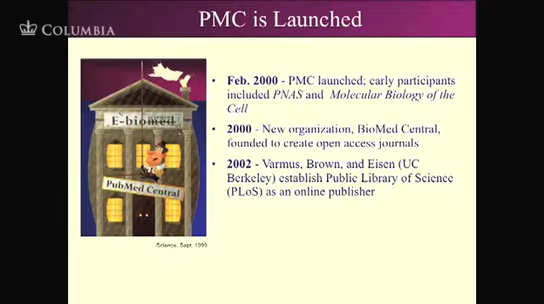 COLUMBIA
PMC is Launched
E-biomed
PubMed Central
• Feb. 2000 - PMC launched; early participants
included PNAS and Molecular Biology of the
Cell
• 2000 - New organization, BioMed Central,
founded to create open access journals
• 2002 - Varmus, Brown, and Eisen (UC
Berkeley) establish Public Library of Science
(PLoS) as an online publisher
Science, Sept. 1999